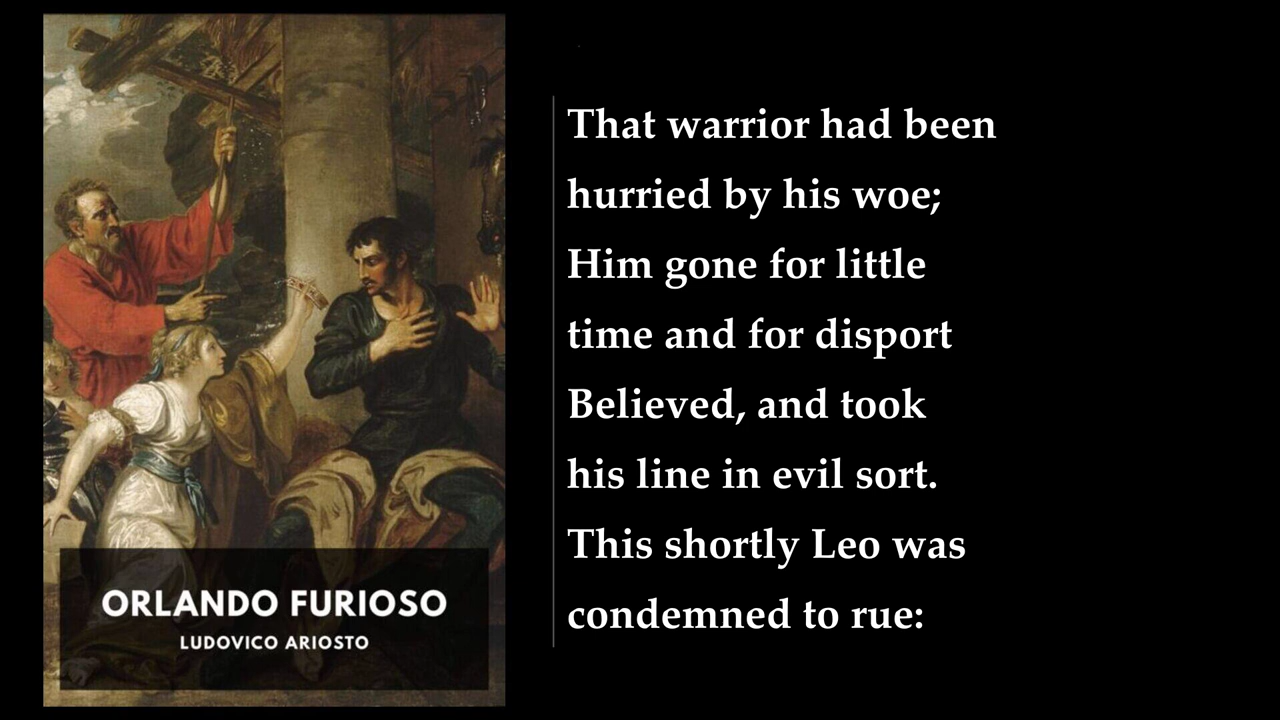 ORLANDO FURIOSO
LUDOVICO ARIOSTO
That warrior had been
hurried by his woe;
Him gone for little
time and for disport
Believed, and took
his line in evil sort.
This shortly Leo was
condemned to rue: